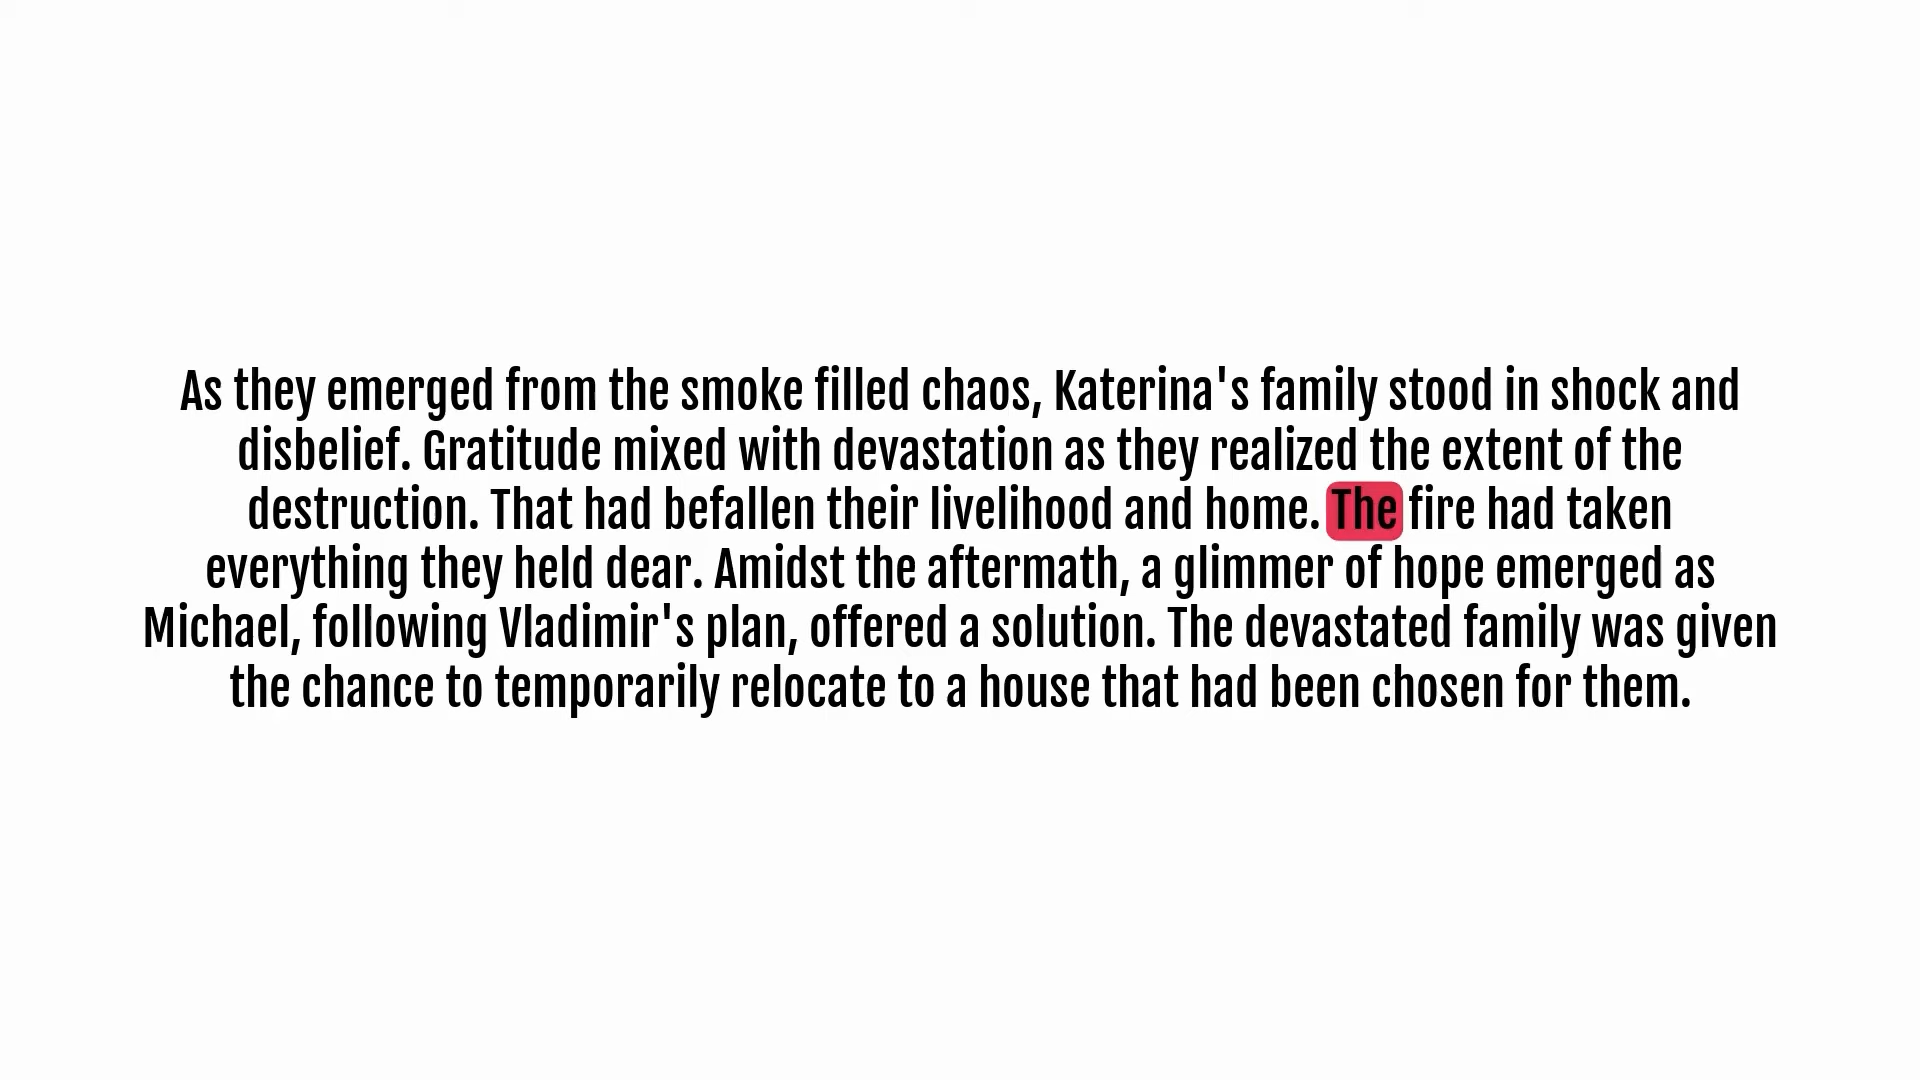 As they emerged from the smoke filled chaos, Katerina's family stood in shock and
disbelief. Gratitude mixed with devastation as they realized the extent of the
destruction. That had befallen their livelihood and home. The fire had taken
everything they held dear. Amidst the aftermath, a glimmer of hope emerged as
Michael, following Vladimir's plan, offered a solution. The devastated family was given
the chance to temporarily relocate to a house that had been chosen for them.